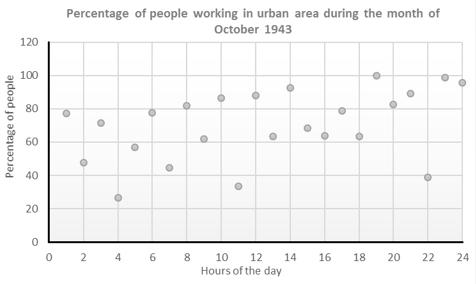 Percentage of people working in urban area during the month of
October 1943
Percentage of people
120
100
80
60
40
20
0
0 2 4 6 8 10 12 14 16 18 20 22 24
Hours of the day